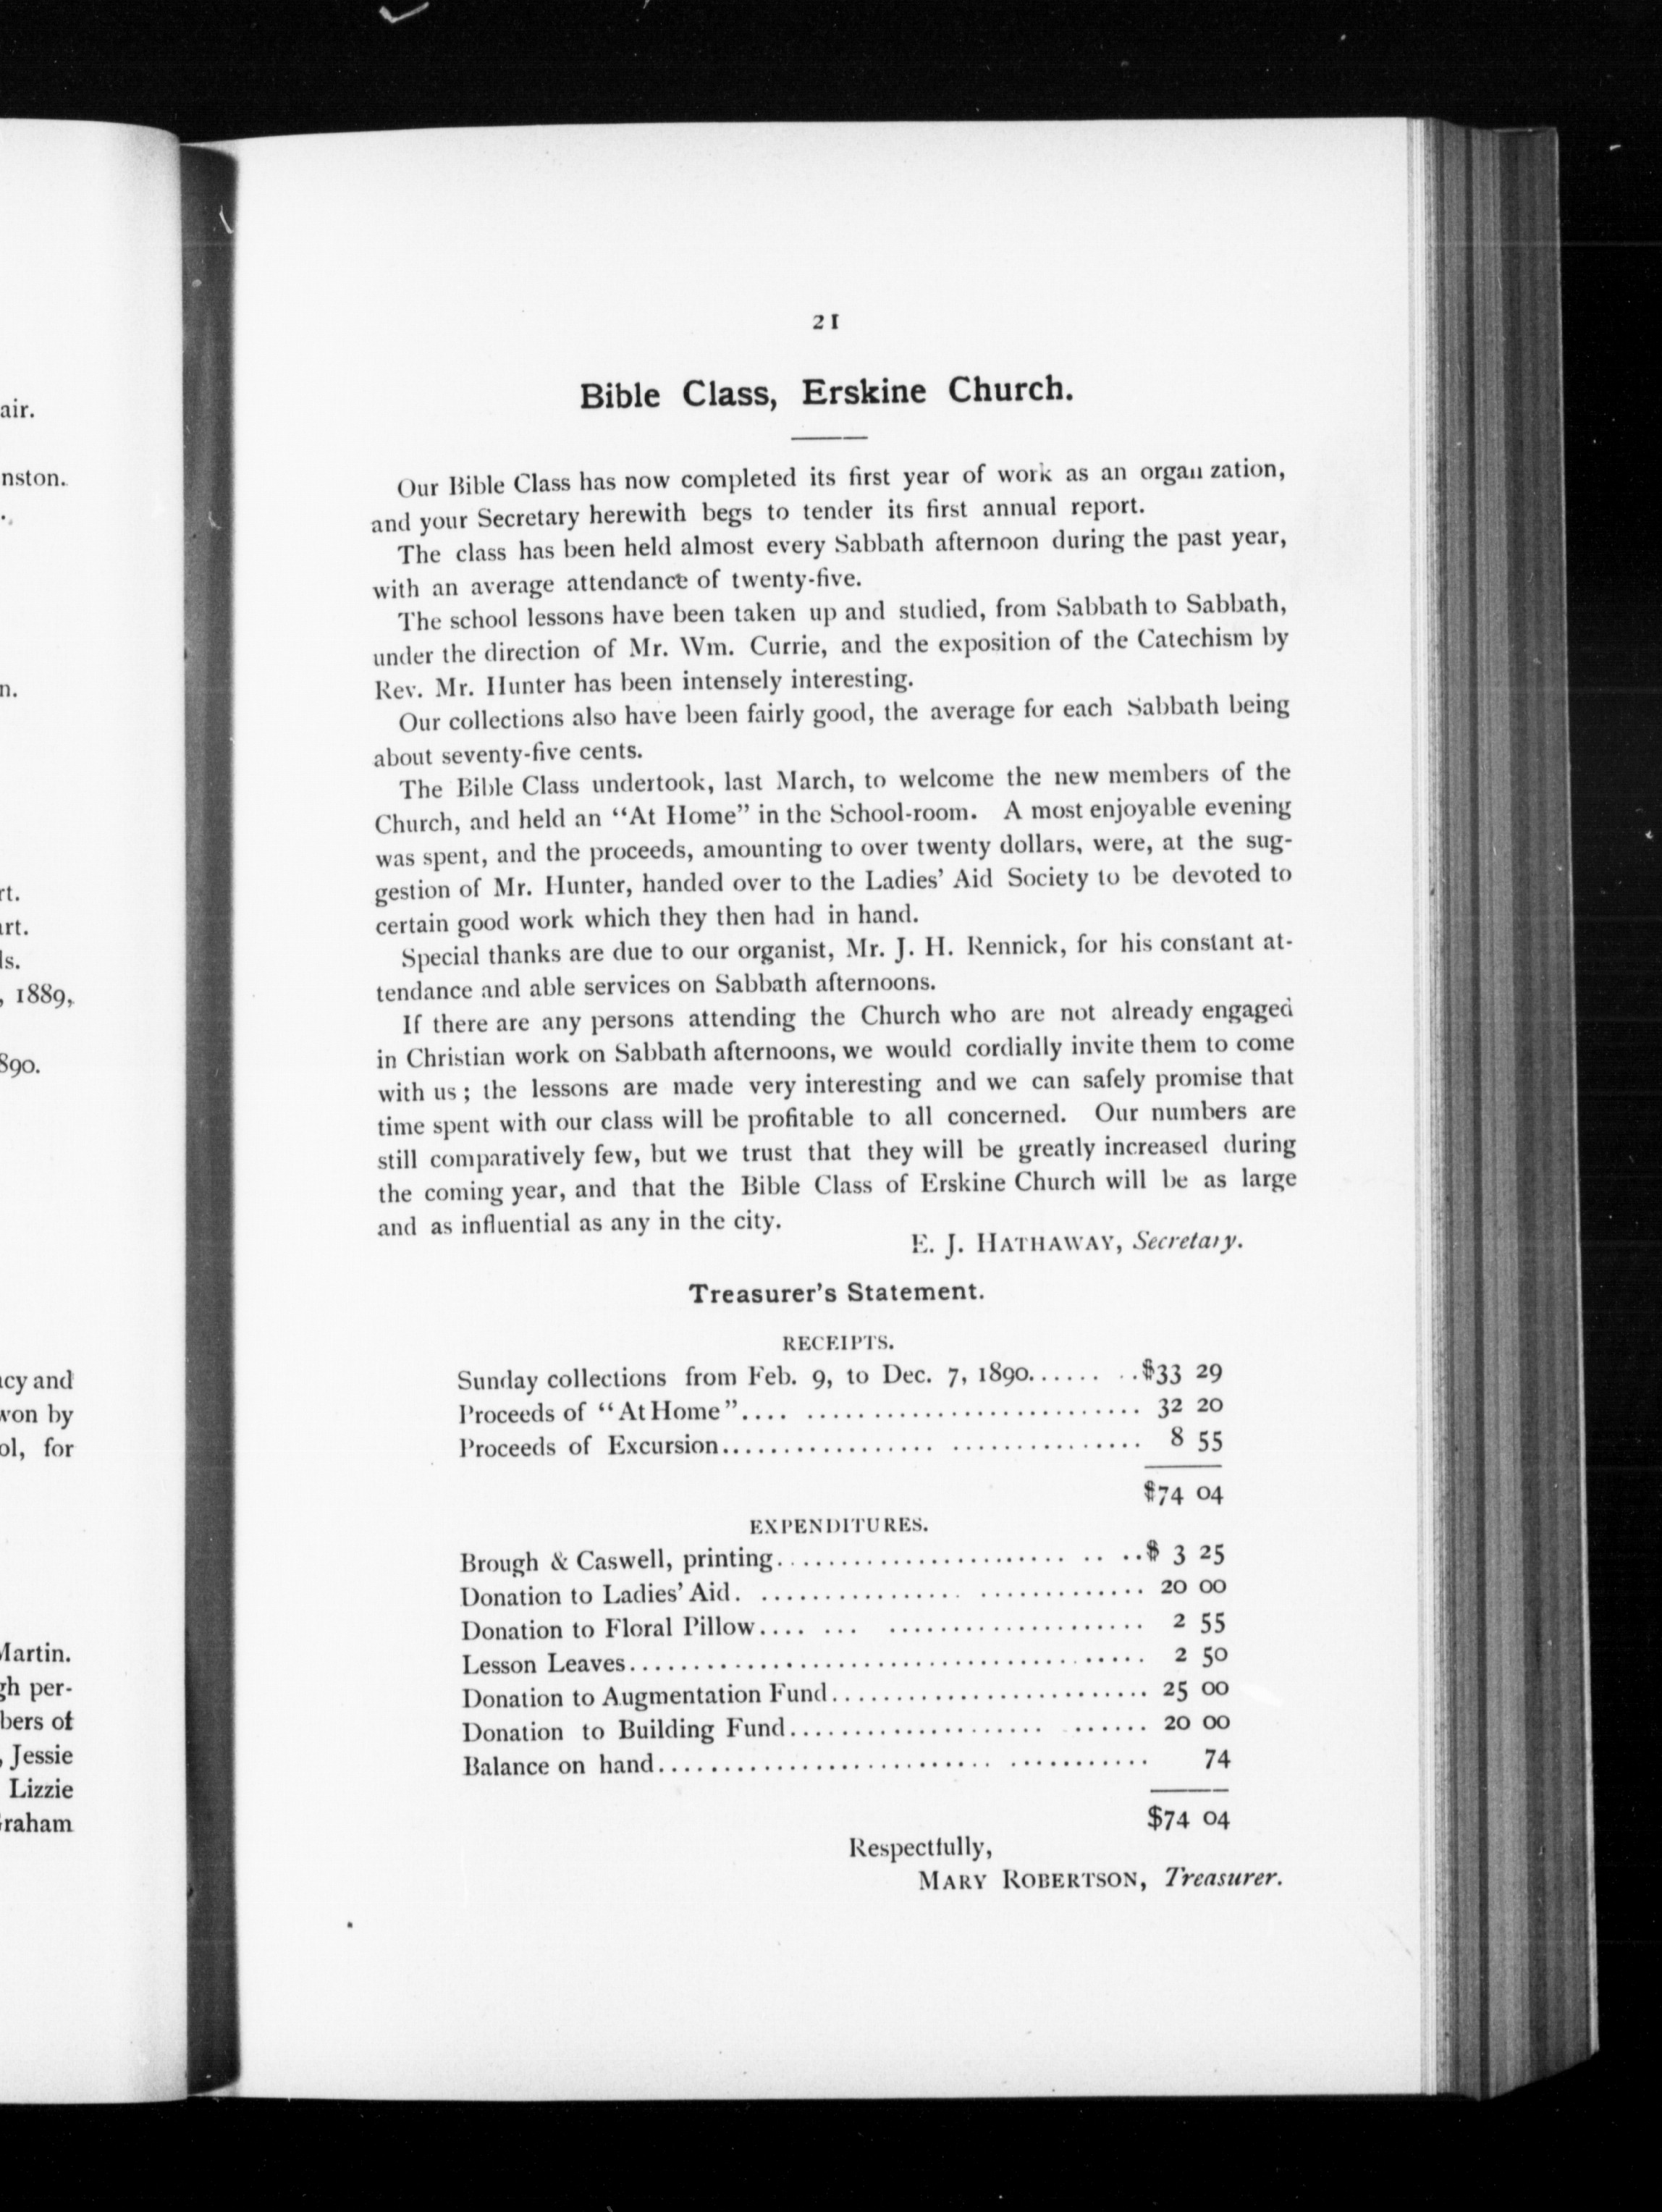 air.
nston.
n.
rt.
art.
ls.
, 1889,
890.
acy and
won by
ol, for
Martin.
gh per-
bers of
, Jessie
Lizzie
Graham
21
Bible Class, Erskine Church.
Our Bible Class has now completed its first year of work as an organ zation,
and your Secretary herewith begs to tender its first annual report.
The class has been held almost every Sabbath afternoon during the past year,
with an average attendance of twenty-five.
The school lessons have been taken up and studied, from Sabbath to Sabbath,
under the direction of Mr. Wm. Currie, and the exposition of the Catechism by
Rev. Mr. Hunter has been intensely interesting.
Our collections also have been fairly good, the average for each Sabbath being
about seventy-five cents.
The Bible Class undertook, last March, to welcome the new members of the
Church, and held an "At Home" in the School-room. A most enjoyable evening
was spent, and the proceeds, amounting to over twenty dollars, were, at the sug-
gestion of Mr. Hunter, handed over to the Ladies' Aid Society to be devoted to
certain good work which they then had in hand.
Special thanks are due to our organist, Mr. J. H. Rennick, for his constant at-
tendance and able services on Sabbath afternoons.
If there are any persons attending the Church who are not already engaged
in Christian work on Sabbath afternoons, we would cordially invite them to come
with us ; the lessons are made very interesting and we can safely promise that
time spent with our class will be profitable to all concerned. Our numbers are
still comparatively few, but we trust that they will be greatly increased during
the coming year, and that the Bible Class of Erskine Church will be as large
and as influential as any in the city.
E. J. HATHAWAY, Secretary.
Treasurer's Statement.
RECEIPTS.
Sunday collections from Feb. 9, to Dec. 7, 1890........$33 29
Proceeds of "At Home".............................. 32 20
Proceeds of Excursion................................ 8 55
$74 04
EXPENDITURES.
Brough & Caswell, printing............................$ 3 25
Donation to Ladies' Aid.............................. 20 00
Donation to Floral Pillow............................ 2 55
Lesson Leaves........................................ 2 50
Donation to Augmentation Fund......................... 25 00
Donation to Building Fund............................ 20 00
Balance on hand...................................... 74
$74 04
Respectfully,
MARY ROBERTSON, Treasurer.